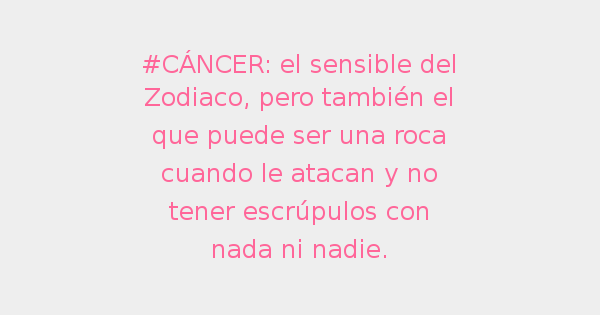 #CÁNCER: el sensible del
Zodiaco, pero también el
que puede ser una roca
cuando le atacan y no
tener escrúpulos con
nada ni nadie.